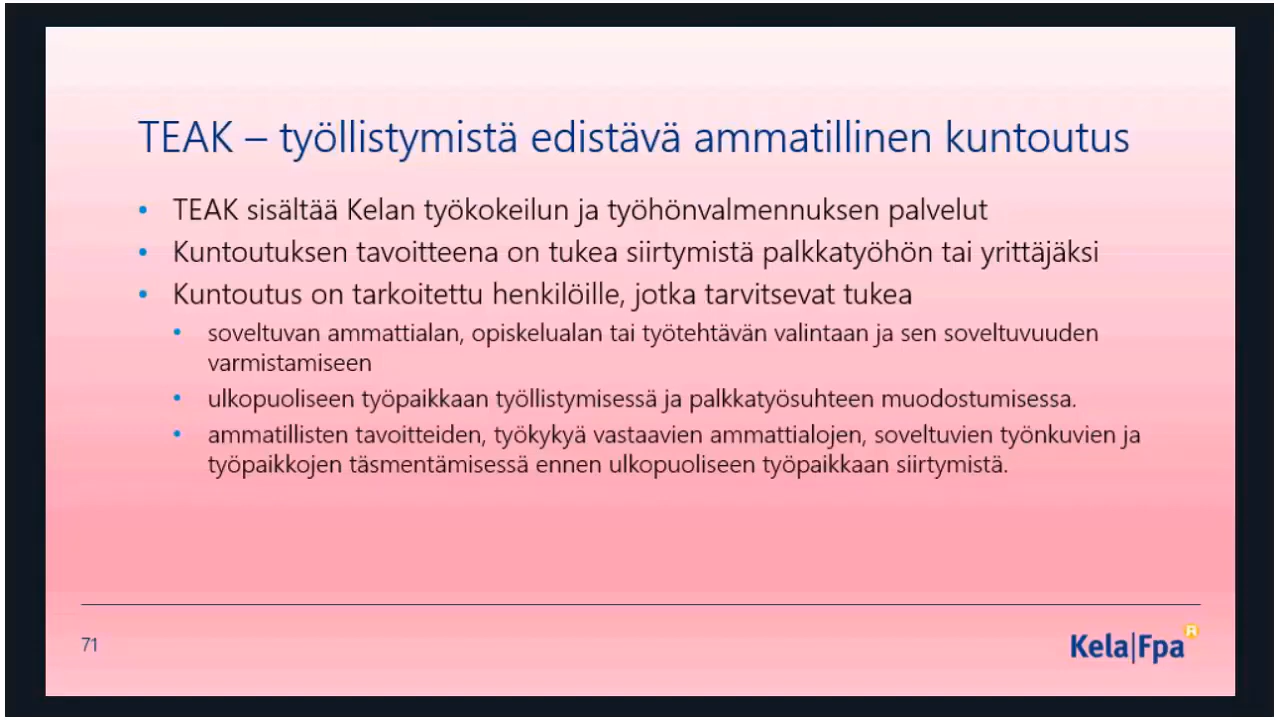 TEAK – työllistymistä edistävä ammatillinen kuntoutus
• TEAK sisältää Kelan työkokeilun ja työhönvalmennuksen palvelut
• Kuntoutuksen tavoitteena on tukea siirtymistä palkkatyöhön tai yrittäjäksi
• Kuntoutus on tarkoitettu henkilöille, jotka tarvitsevat tukea
• soveltuvan ammattialan, opiskelualan tai työtehtävän valintaan ja sen soveltuvuuden
varmistamiseen
• ulkopuoliseen työpaikkaan työllistymisessä ja palkkatyösuhteen muodostumisessa.
• ammatillisten tavoitteiden, työkykyä vastaavien ammattialojen, soveltuvien työnkuvien ja
työpaikkojen täsmentämisessä ennen ulkopuoliseen työpaikkaan siirtymistä.
71
Kela|Fpa R